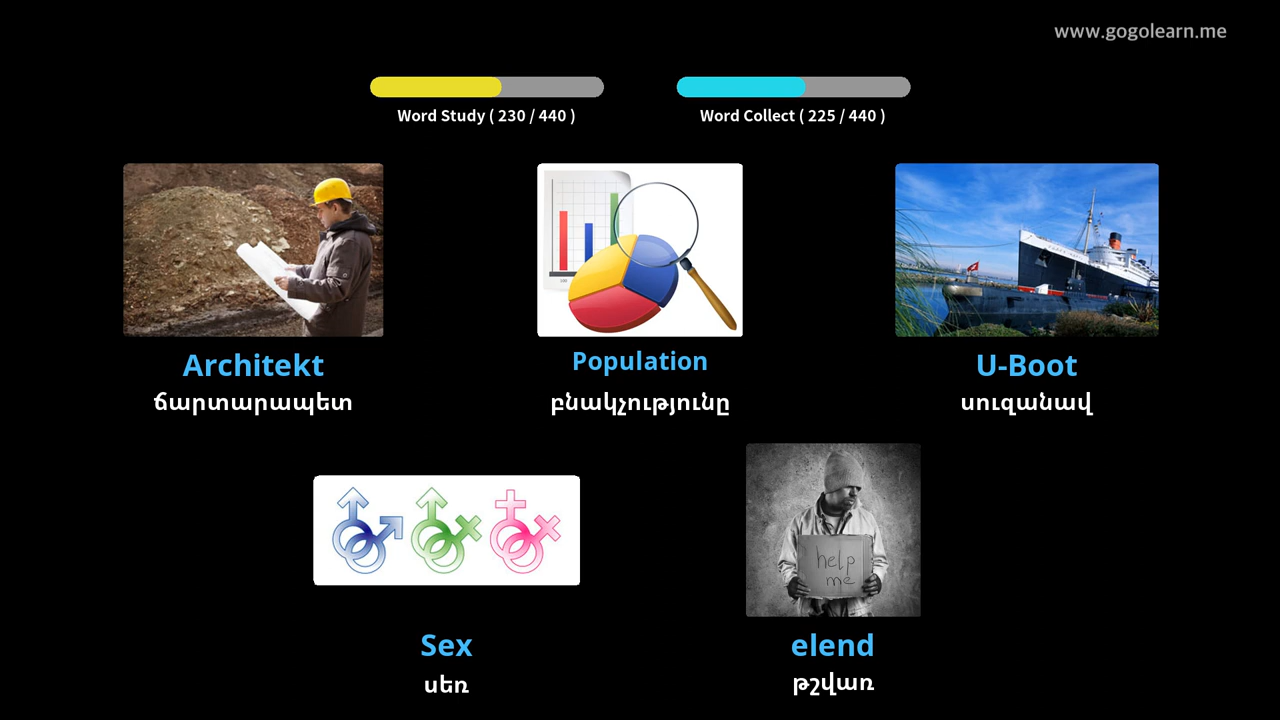 www.gogolearn.me
Word Study ( 230 / 440 )
Word Collect ( 225 / 440 )
Architekt
ճարտարապետ
Population
բնակչությունը
U-Boot
սուզանավ
help
me
Sex
սեռ
elend
թշվառ